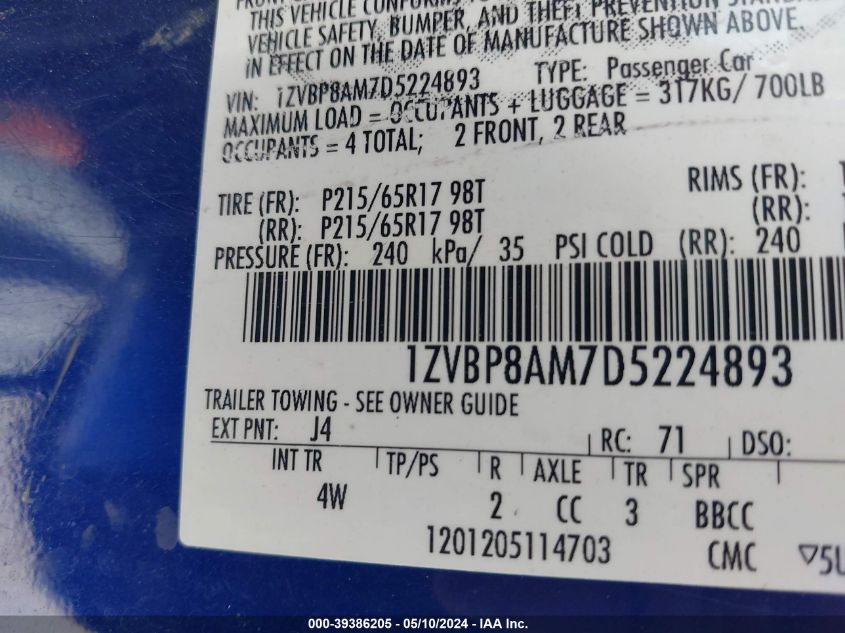 THIS VEHICLE CONFORMS
VEHICLE SAFETY, BUMPER, AND THEFT PREVENTION
IN EFFECT ON THE DATE OF MANUFACTURE SHOWN ABOVE.
VIN: 1ZVBP8AM7D5224893 TYPE: Passenger Car
MAXIMUM LOAD = OCCUPANTS + LUGGAGE = 317KG/ 700LB
OCCUPANTS = 4 TOTAL; 2 FRONT, 2 REAR
TIRE (FR): P215/65R17 98T RIMS (FR):
(RR): P215/65R17 98T (RR):
PRESSURE (FR): 240 kPa/ 35 PSI COLD (RR): 240
1ZVBP8AM7D5224893
TRAILER TOWING - SEE OWNER GUIDE
EXT PNT: J4 RC: 71 DSO:
INT TR TP/PS R AXLE TR SPR
4W 2 CC 3 BBCC
1201205114703 CMC ▽5U
000-39386205 - 05/10/2024 - IAA Inc.